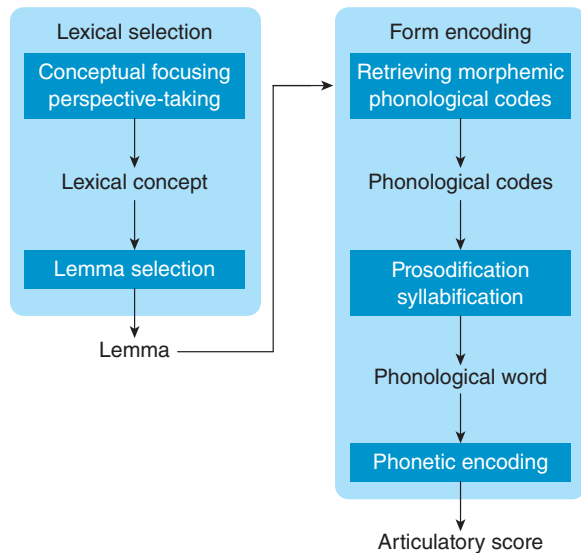 Lexical selection
Conceptual focusing
perspective-taking
Lexical concept
Lemma selection
Lemma
Form encoding
Retrieving morphemic
phonological codes
Phonological codes
Prosodification
syllabification
Phonological word
Phonetic encoding
Articulatory score